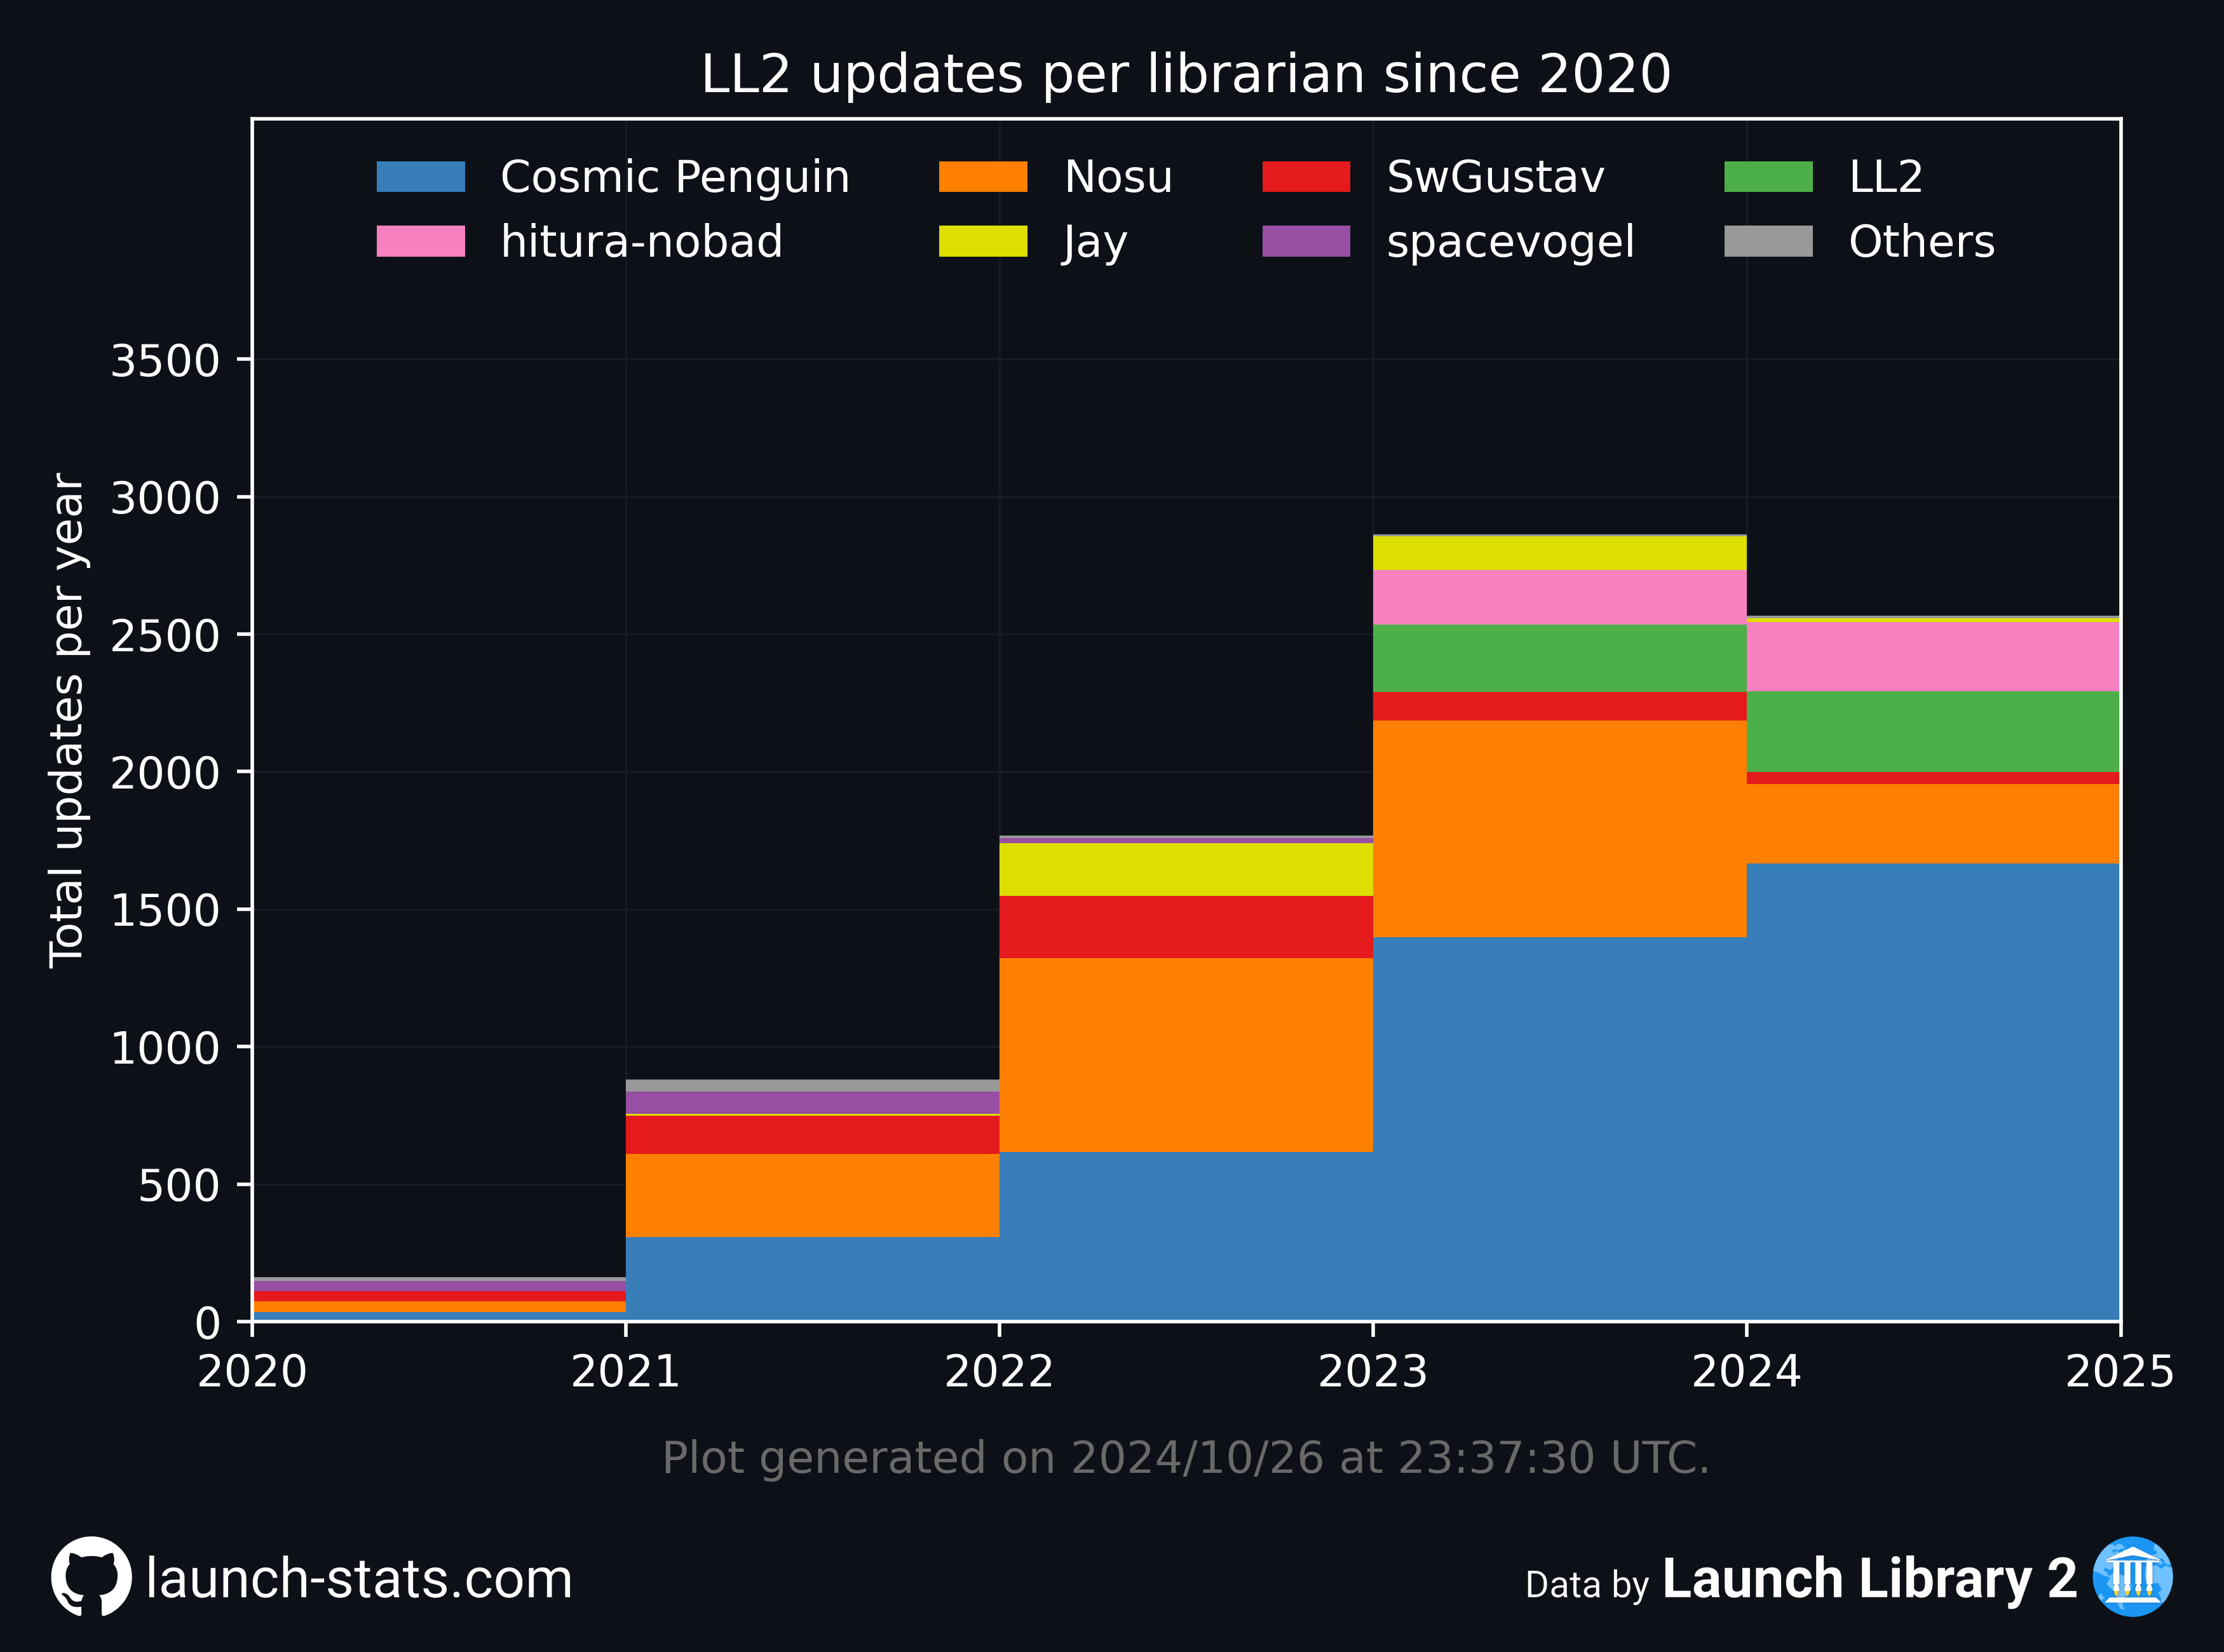 LL2 updates per librarian since 2020
Cosmic Penguin Nosu SwGustav LL2
hitura-nobad Jay spacevogel Others
Total updates per year
3500
3000
2500
2000
1500
1000
500
0
2020 2021 2022 2023 2024 2025
Plot generated on 2024/10/26 at 23:37:30 UTC.
launch-stats.com
Data by Launch Library 2